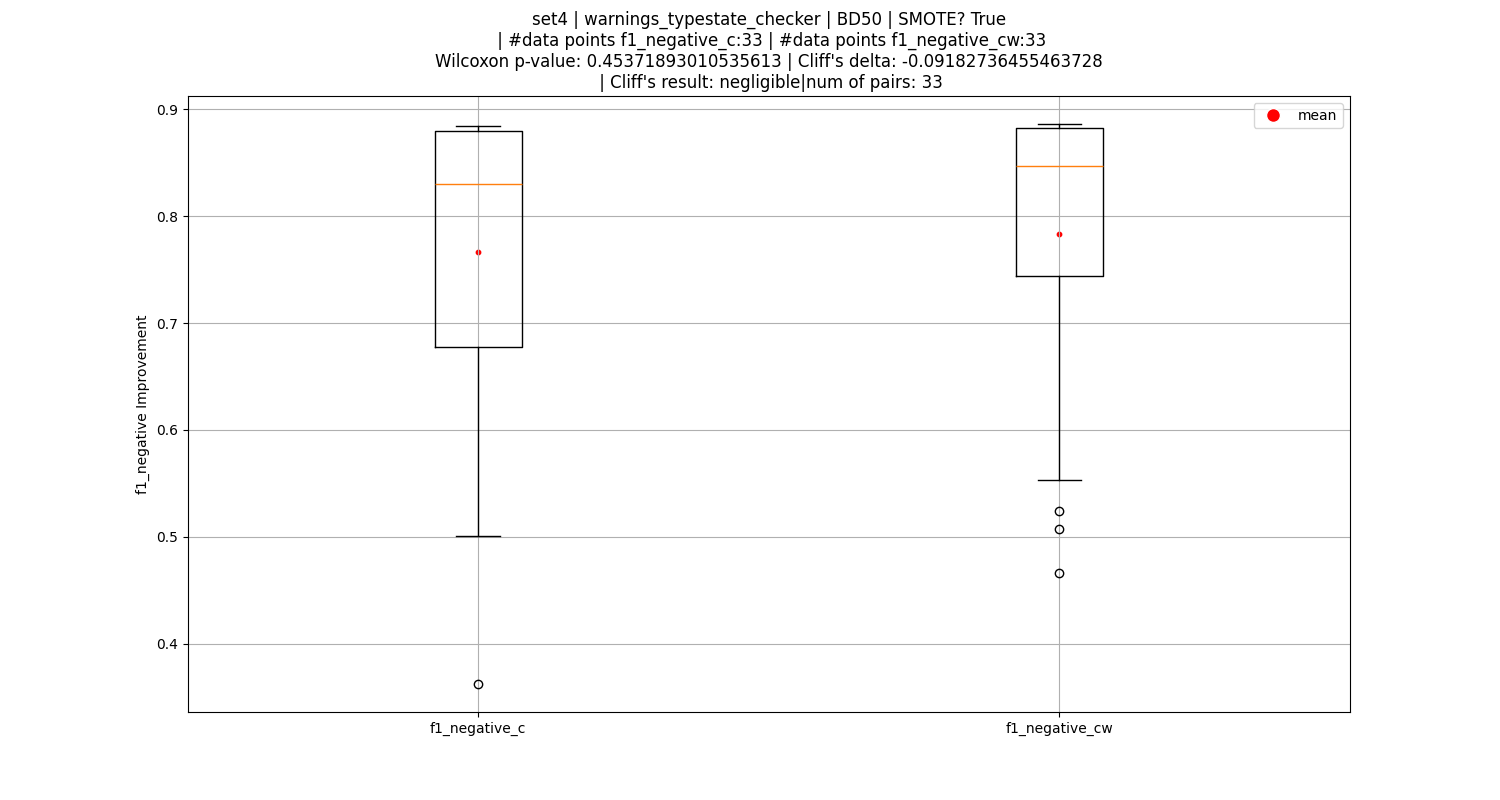 set4 | warnings_typestate_checker | BD50 | SMOTE? True
| #data points f1_negative_c:33 | #data points f1_negative_cw:33
Wilcoxon p-value: 0.45371893010535613 | Cliff's delta: -0.09182736455463728
| Cliff's result: negligible|num of pairs: 33
mean
0.9
0.8
0.7
0.6
0.5
0.4
f1_negative Improvement
f1_negative_c
f1_negative_cw